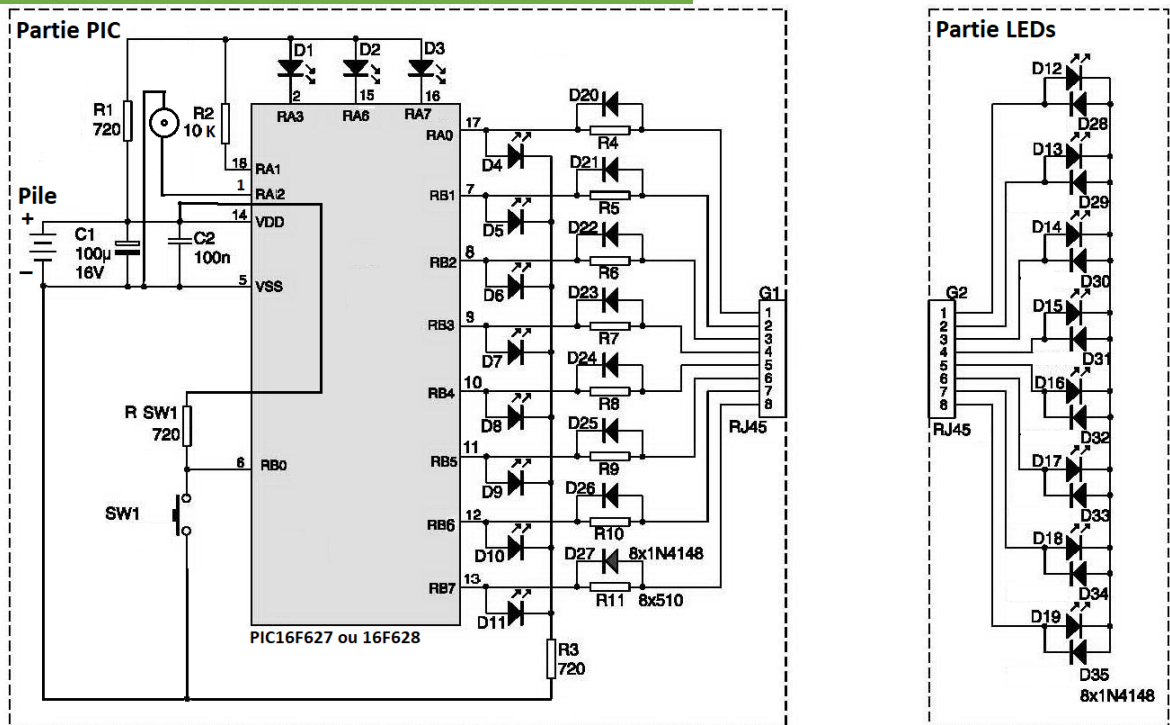 Partie PIC
D1
D2
D3
R1
720
R2
10 K
2
RA3
15
RA6
16
RA7
18
RA1
1
RA2
Pile
+
−
C1
100µ
16V
C2
100n
14
VDD
5
VSS
R SW1
720
6
RB0
SW1
PIC16F627 ou 16F628
RA0
17
D4
D20
R4
RB1
7
D5
D21
R5
RB2
8
D6
D22
R6
RB3
9
D7
D23
R7
RB4
10
D8
D24
R8
RB5
11
D9
D25
R9
RB6
12
D10
D26
R10
RB7
13
D11
D27
8x1N4148
R11
8x510
R3
720
G1
1
2
3
4
5
6
7
8
RJ45
Partie LEDs
G2
1
2
3
4
5
6
7
8
RJ45
D12
D28
D13
D29
D14
D30
D15
D31
D16
D32
D17
D33
D18
D34
D19
D35
8x1N4148